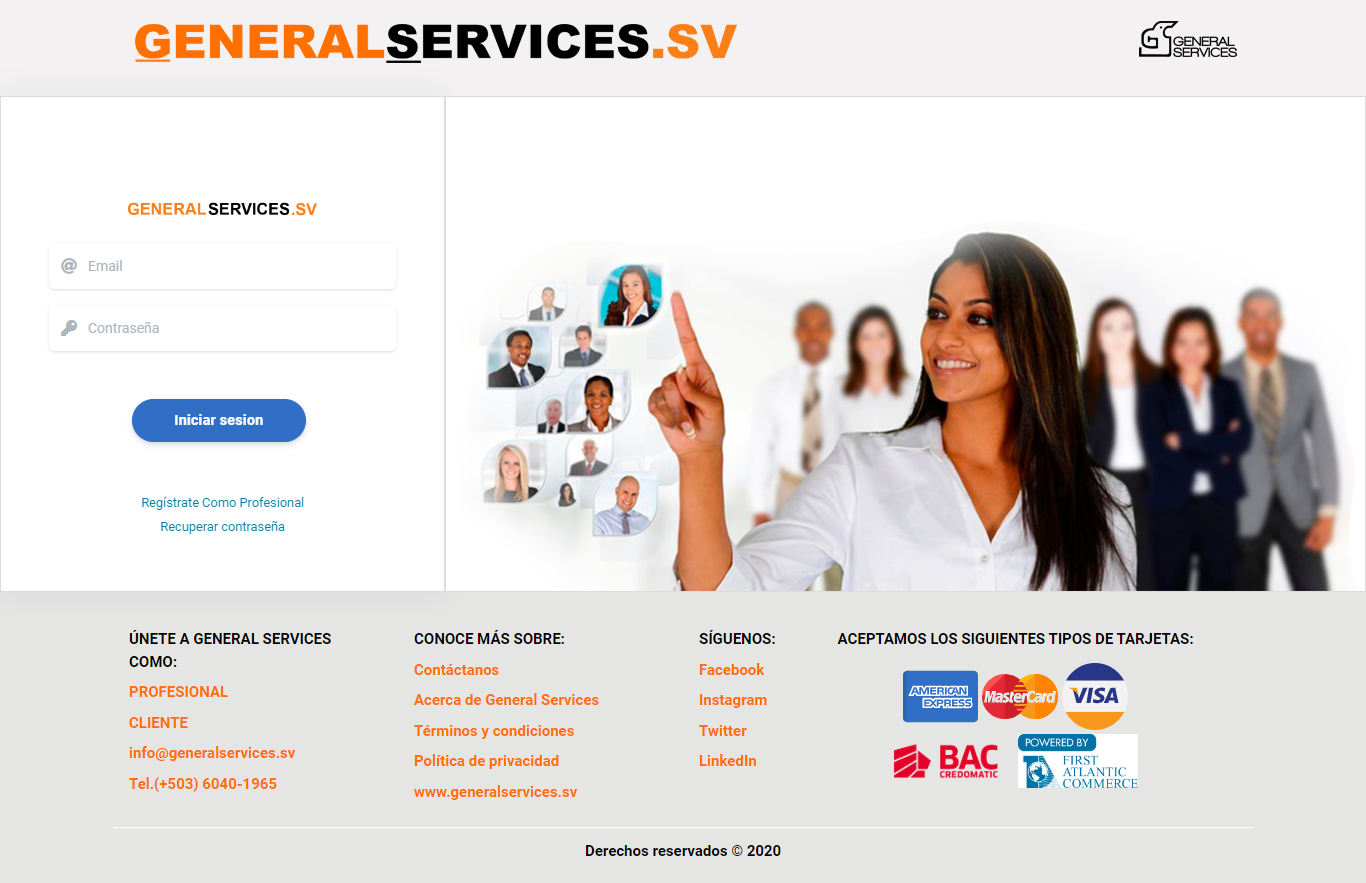 GENERALSERVICES.SV
GENERAL
SERVICES
GENERALSERVICES.SV
Email
Contraseña
Iniciar sesion
Regístrate Como Profesional
Recuperar contraseña
ÚNETE A GENERAL SERVICES
COMO:
PROFESIONAL
CLIENTE
info@generalservices.sv
Tel.(+503) 6040-1965
CONOCE MÁS SOBRE:
Contáctanos
Acerca de General Services
Términos y condiciones
Política de privacidad
www.generalservices.sv
SÍGUENOS:
Facebook
Instagram
Twitter
LinkedIn
ACEPTAMOS LOS SIGUIENTES TIPOS DE TARJETAS:
AMERICAN
EXPRESS
MasterCard
VISA
BAC
CREDOMATIC
POWERED BY
FIRST
ATLANTIC
COMMERCE
Derechos reservados © 2020